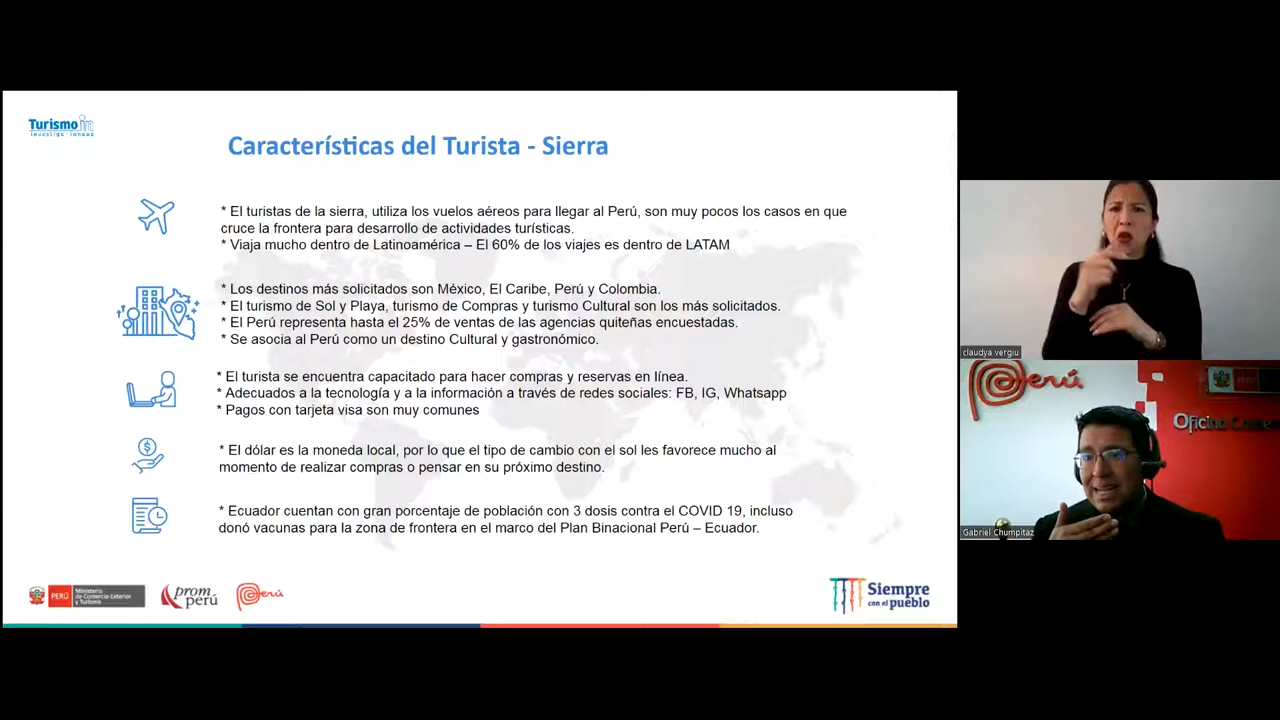 Turismo in
investiga innova
Características del Turista - Sierra
* El turistas de la sierra, utiliza los vuelos aéreos para llegar al Perú, son muy pocos los casos en que
cruce la frontera para desarrollo de actividades turísticas.
* Viaja mucho dentro de Latinoamérica – El 60% de los viajes es dentro de LATAM
* Los destinos más solicitados son México, El Caribe, Perú y Colombia.
* El turismo de Sol y Playa, turismo de Compras y turismo Cultural son los más solicitados.
* El Perú representa hasta el 25% de ventas de las agencias quiteñas encuestadas.
* Se asocia al Perú como un destino Cultural y gastronómico.
* El turista se encuentra capacitado para hacer compras y reservas en línea.
* Adecuados a la tecnología y a la información a través de redes sociales: FB, IG, Whatsapp
* Pagos con tarjeta visa son muy comunes
* El dólar es la moneda local, por lo que el tipo de cambio con el sol les favorece mucho al
momento de realizar compras o pensar en su próximo destino.
* Ecuador cuentan con gran porcentaje de población con 3 dosis contra el COVID 19, incluso
donó vacunas para la zona de frontera en el marco del Plan Binacional Perú – Ecuador.
PERÚ
Ministerio
de Comercio Exterior
y Turismo
prom
perú
Perú
Siempre
con el pueblo
claudya vergiu
Perú
Oficina
Gabriel Chumpitaz